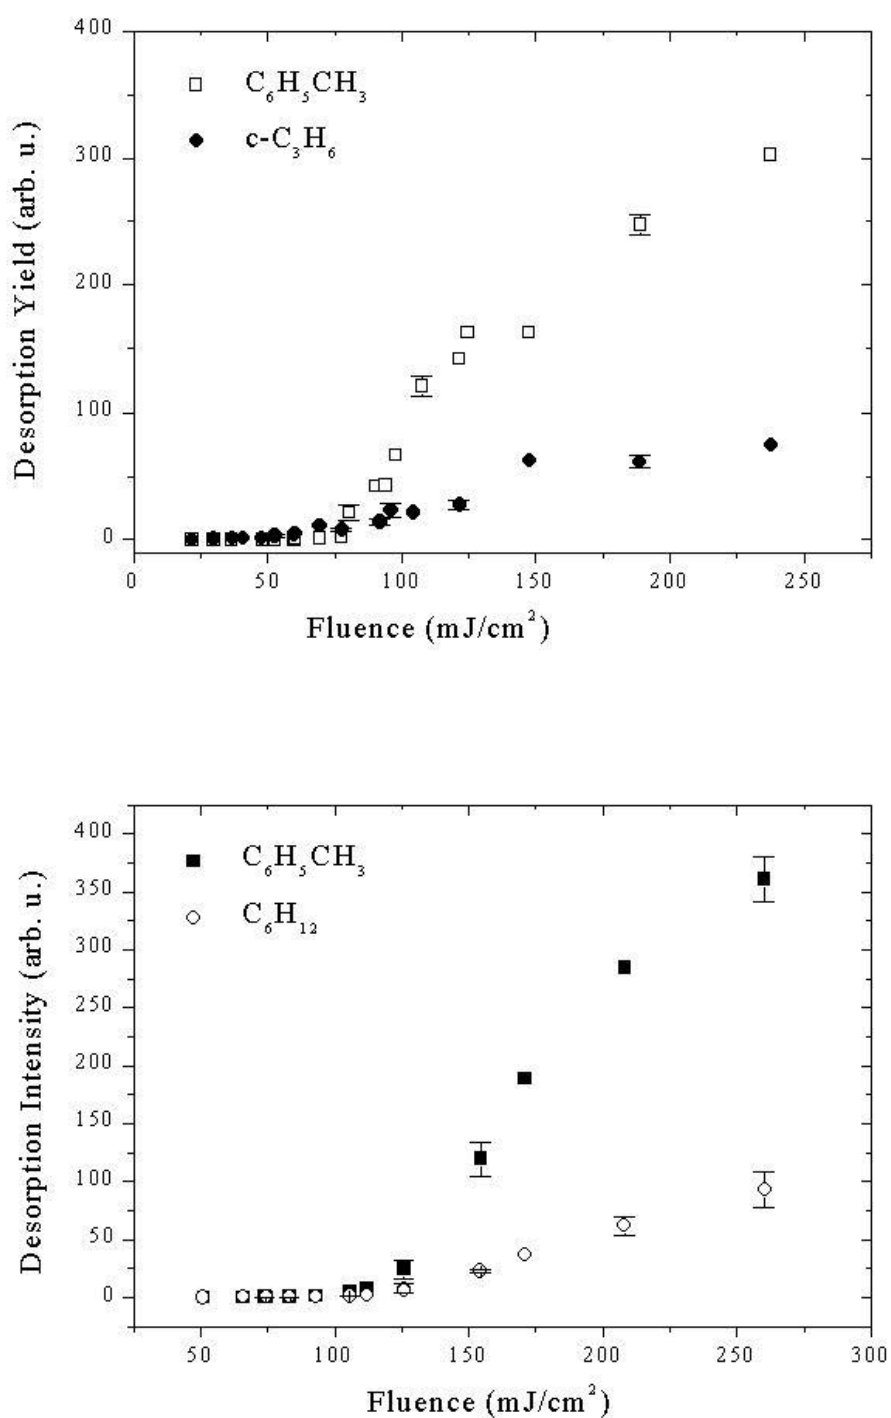 400
C₆H₅CH₃
c-C₃H₆
300
200
100
0
Desorption Yield (arb. u.)
0 50 100 150 200 250
Fluence (mJ/cm²)
400
C₆H₅CH₃
350
C₆H₁₂
300
250
200
150
100
50
0
Desorption Intensity (arb. u.)
50 100 150 200 250 300
Fluence (mJ/cm²)